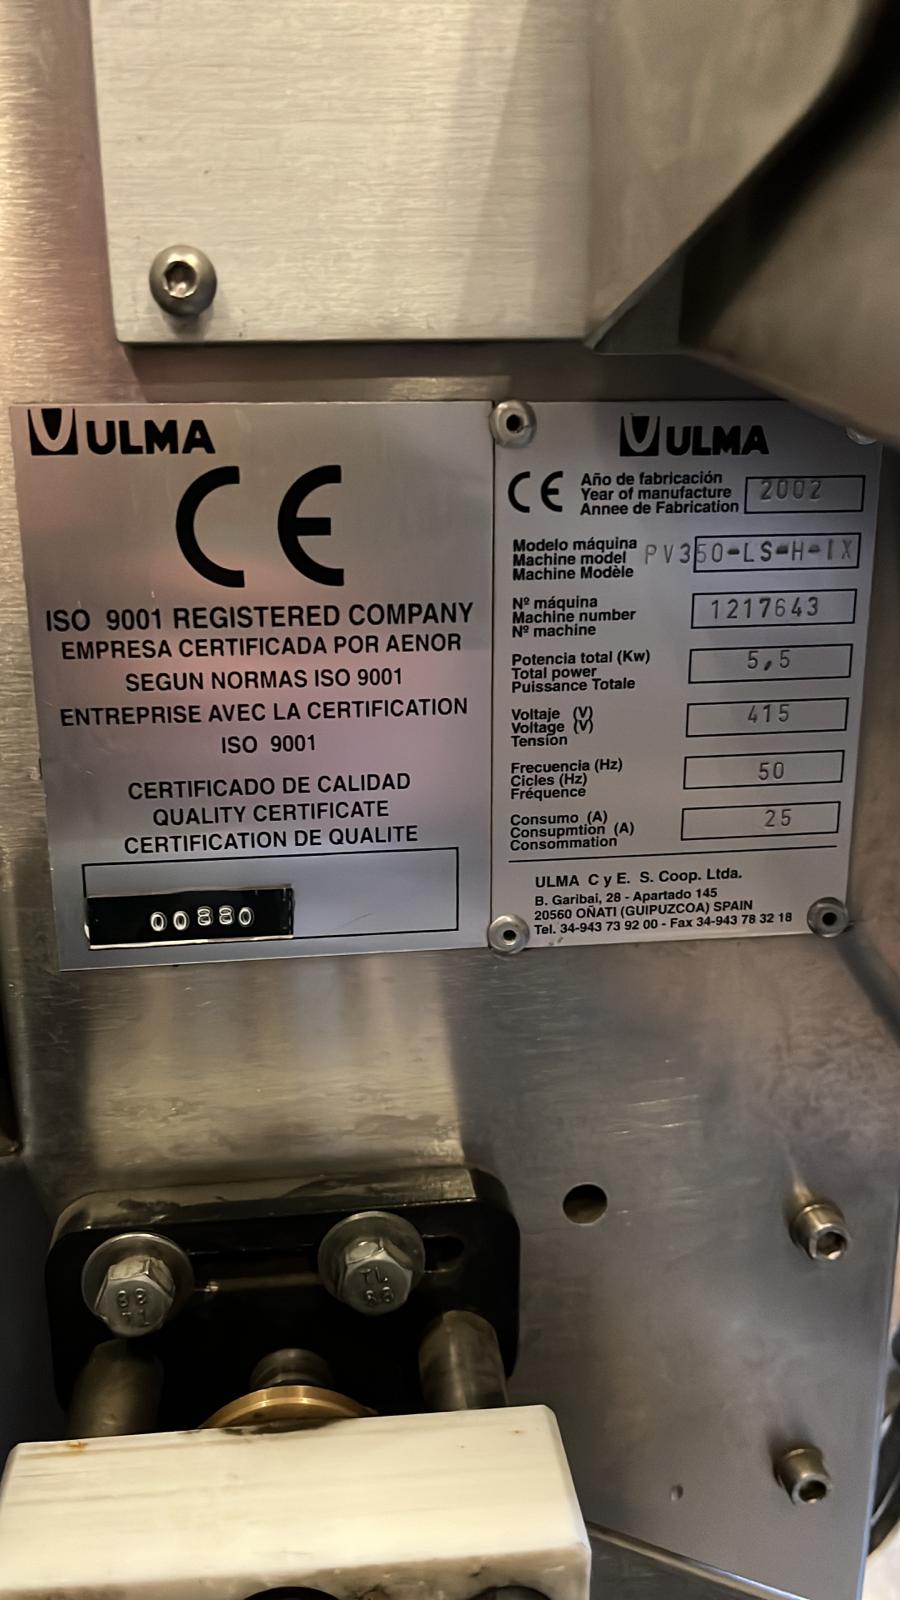 ULMA
CE
ISO 9001 REGISTERED COMPANY
EMPRESA CERTIFICADA POR AENOR
SEGUN NORMAS ISO 9001
ENTREPRISE AVEC LA CERTIFICATION
ISO 9001
CERTIFICADO DE CALIDAD
QUALITY CERTIFICATE
CERTIFICATION DE QUALITE
00880
ULMA
CE
Año de fabricación
Year of manufacture
Annee de Fabrication
2002
Modelo máquina
Machine model
Machine Modèle
PV350-LS-H-IX
Nº máquina
Machine number
Nº machine
1217643
Potencia total (Kw)
Total power
Puissance Totale
5,5
Voltaje (V)
Voltage (V)
Tensión
415
Frecuencia (Hz)
Cicles (Hz)
Fréquence
50
Consumo (A)
Consupmtion (A)
Consommation
25
ULMA C y E. S. Coop. Ltda.
B. Garibai, 28 - Apartado 145
20560 OÑATI (GUIPUZCOA) SPAIN
Tel. 34-943 73 92 00 - Fax 34-943 78 32 18
TL
8.8